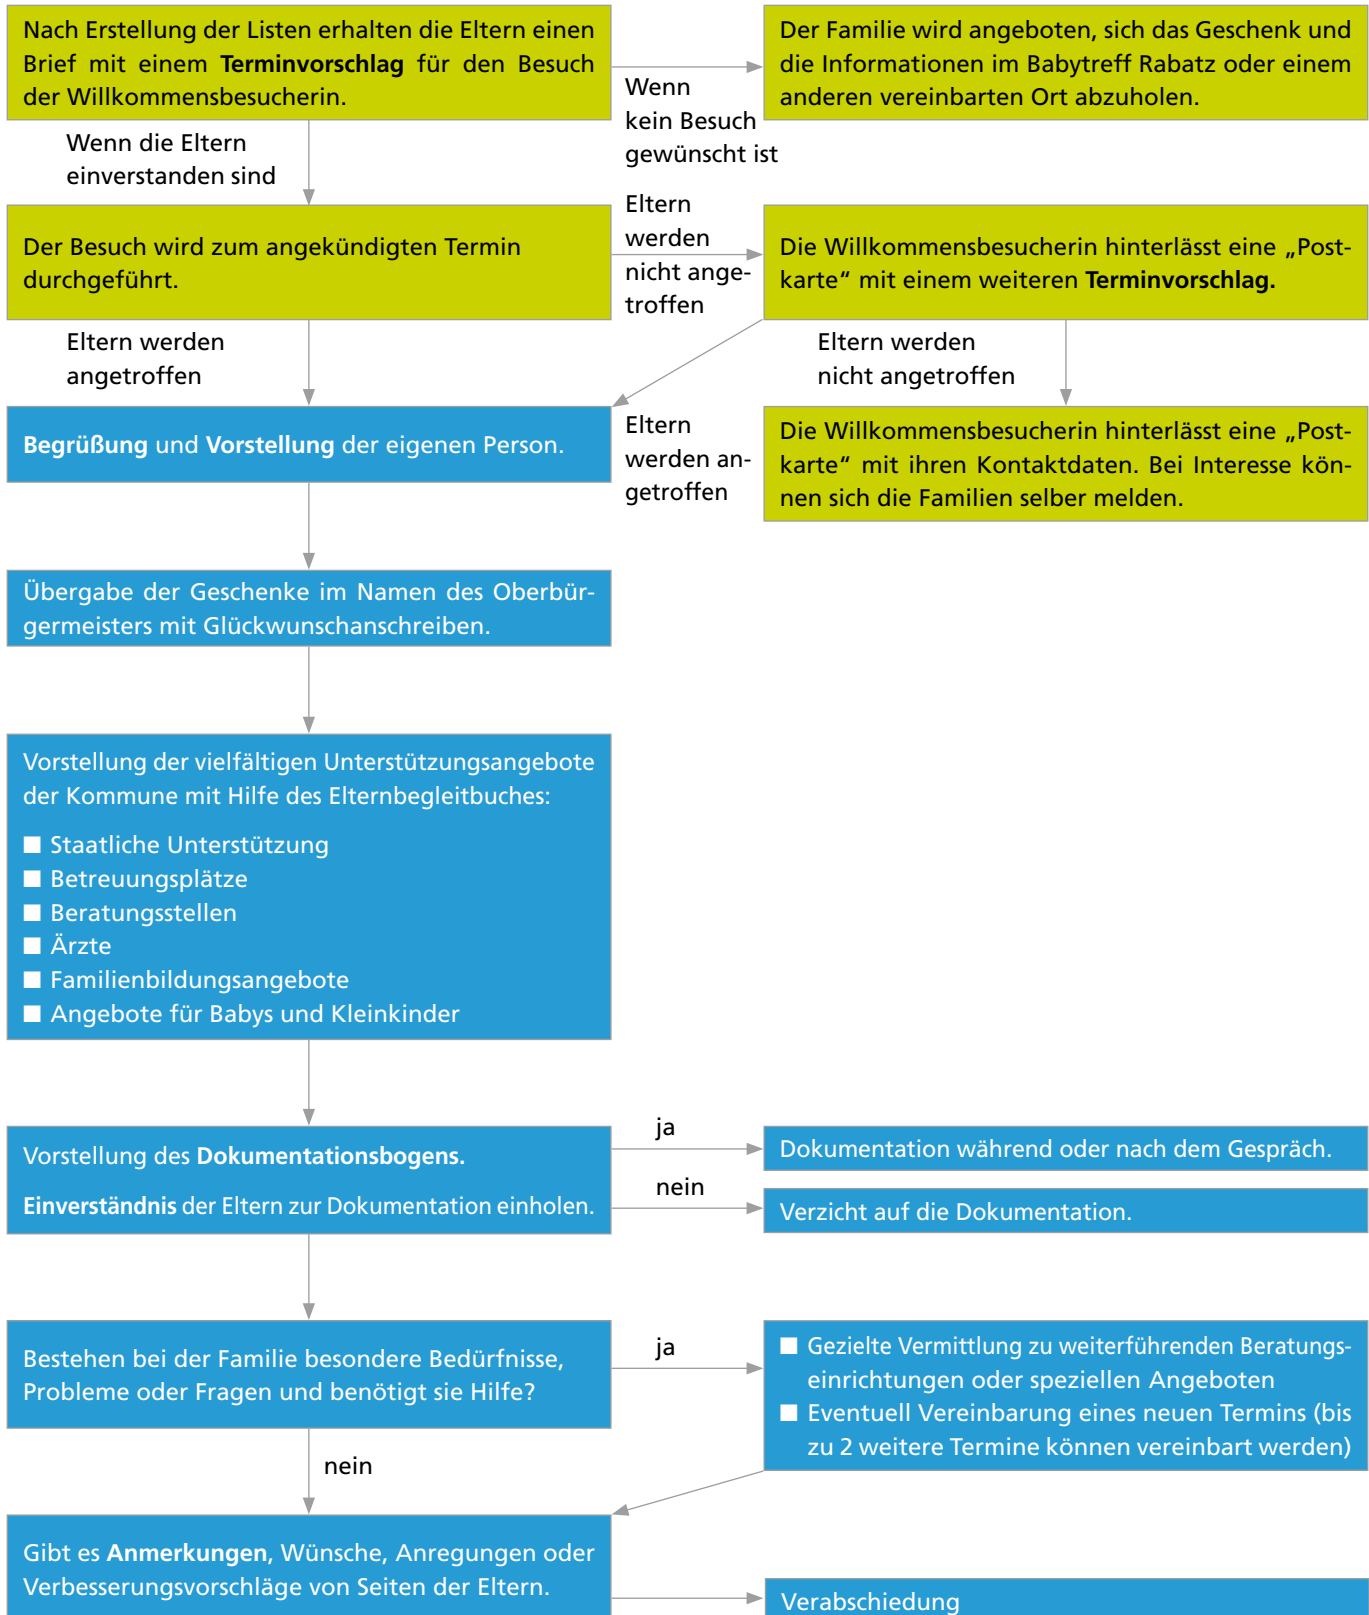 Nach Erstellung der Listen erhalten die Eltern einen
Brief mit einem Terminvorschlag für den Besuch
der Willkommensbesucherin.
Wenn
kein Besuch
gewünscht ist
Der Familie wird angeboten, sich das Geschenk und
die Informationen im Babytreff Rabatz oder einem
anderen vereinbarten Ort abzuholen.
Wenn die Eltern
einverstanden sind
Der Besuch wird zum angekündigten Termin
durchgeführt.
Eltern
werden
nicht ange-
troffen
Die Willkommensbesucherin hinterlässt eine „Post-
karte“ mit einem weiteren Terminvorschlag.
Eltern werden
angetroffen
Eltern werden
nicht angetroffen
Begrüßung und Vorstellung der eigenen Person.
Eltern
werden an-
getroffen
Die Willkommensbesucherin hinterlässt eine „Post-
karte“ mit ihren Kontaktdaten. Bei Interesse kön-
nen sich die Familien selber melden.
Übergabe der Geschenke im Namen des Oberbür-
germeisters mit Glückwunschanschreiben.
Vorstellung der vielfältigen Unterstützungsangebote
der Kommune mit Hilfe des Elternbegleitbuches:
■ Staatliche Unterstützung
■ Betreuungsplätze
■ Beratungsstellen
■ Ärzte
■ Familienbildungsangebote
■ Angebote für Babys und Kleinkinder
Vorstellung des Dokumentationsbogens.
Einverständnis der Eltern zur Dokumentation einholen.
ja
Dokumentation während oder nach dem Gespräch.
nein
Verzicht auf die Dokumentation.
Bestehen bei der Familie besondere Bedürfnisse,
Probleme oder Fragen und benötigt sie Hilfe?
ja
■ Gezielte Vermittlung zu weiterführenden Beratungs-
einrichtungen oder speziellen Angeboten
■ Eventuell Vereinbarung eines neuen Termins (bis
zu 2 weitere Termine können vereinbart werden)
nein
Gibt es Anmerkungen, Wünsche, Anregungen oder
Verbesserungsvorschläge von Seiten der Eltern.
Verabschiedung